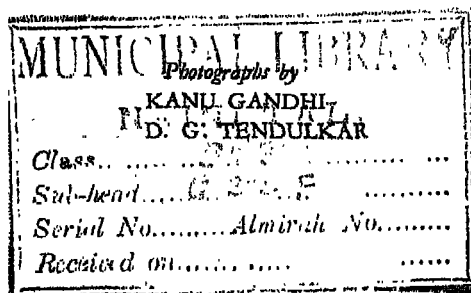 MUNICIPAL LIBRARY
Photographs by
KANU GANDHI
D. G. TENDULKAR
Class.. ..... ...
Sub-head..... .........
Serial No.......Almirah No.........
Received on....... ..... ......